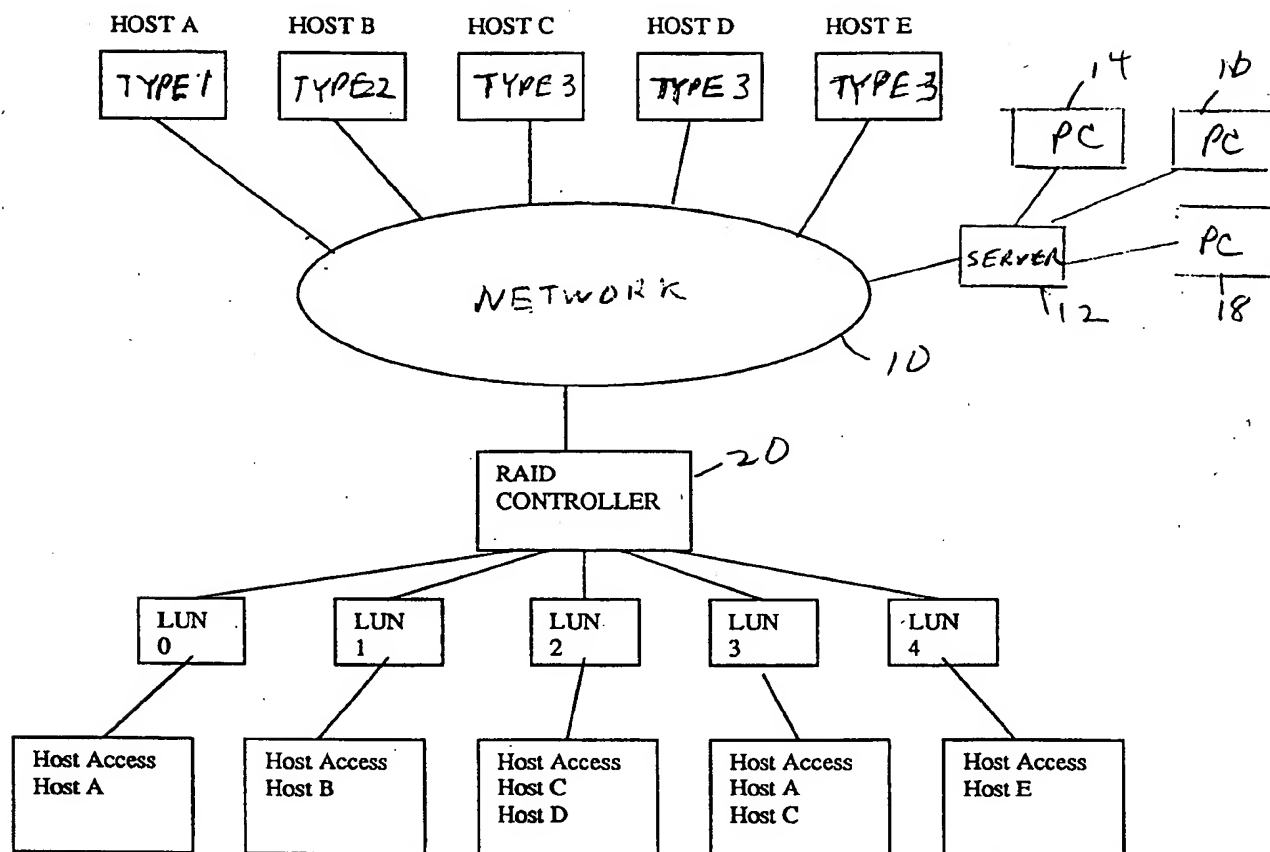 HOST A HOST B HOST C HOST D HOST E
TYPE 1 TYPE 2 TYPE 3 TYPE 3 TYPE 3
14 16
PC PC
SERVER PC
12 18
NETWORK
10
20
RAID
CONTROLLER
LUN LUN LUN LUN LUN
0 1 2 3 4
Host Access Host Access Host Access Host Access Host Access
Host A Host B Host C Host A Host E
Host D Host C